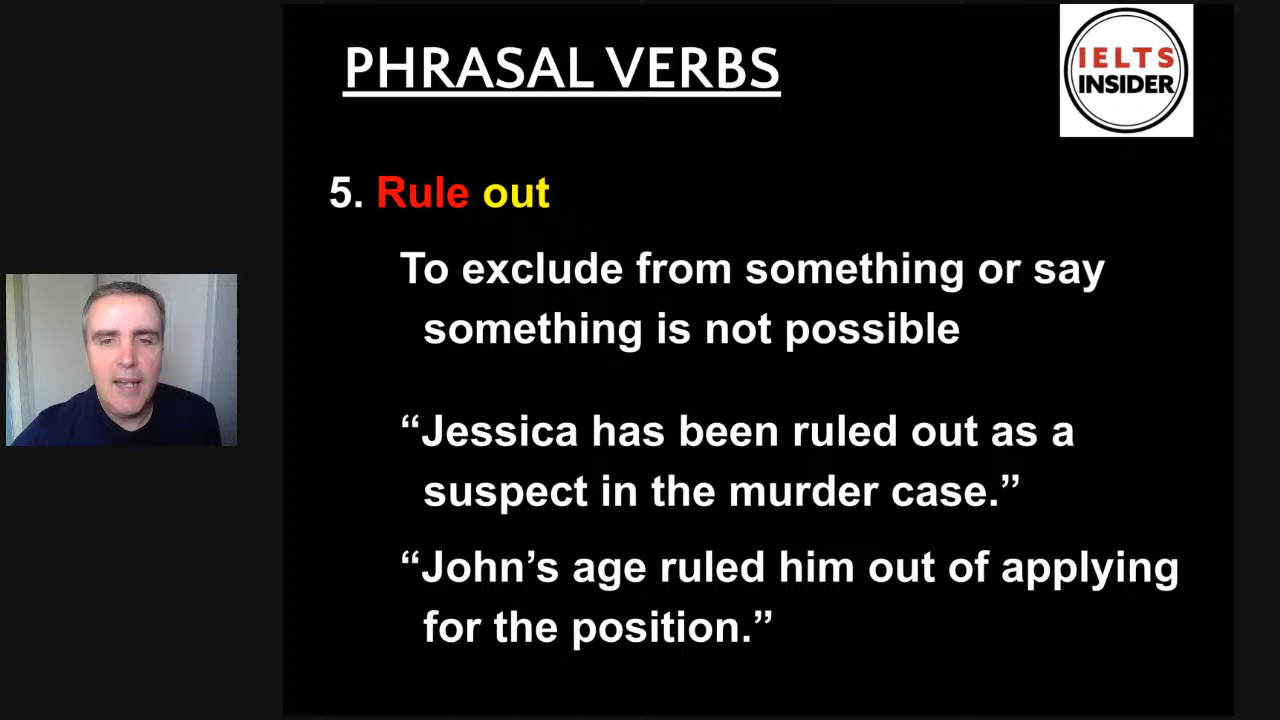 PHRASAL VERBS
IELTS
INSIDER
5. Rule out
To exclude from something or say
something is not possible
“Jessica has been ruled out as a
suspect in the murder case.”
“John’s age ruled him out of applying
for the position.”